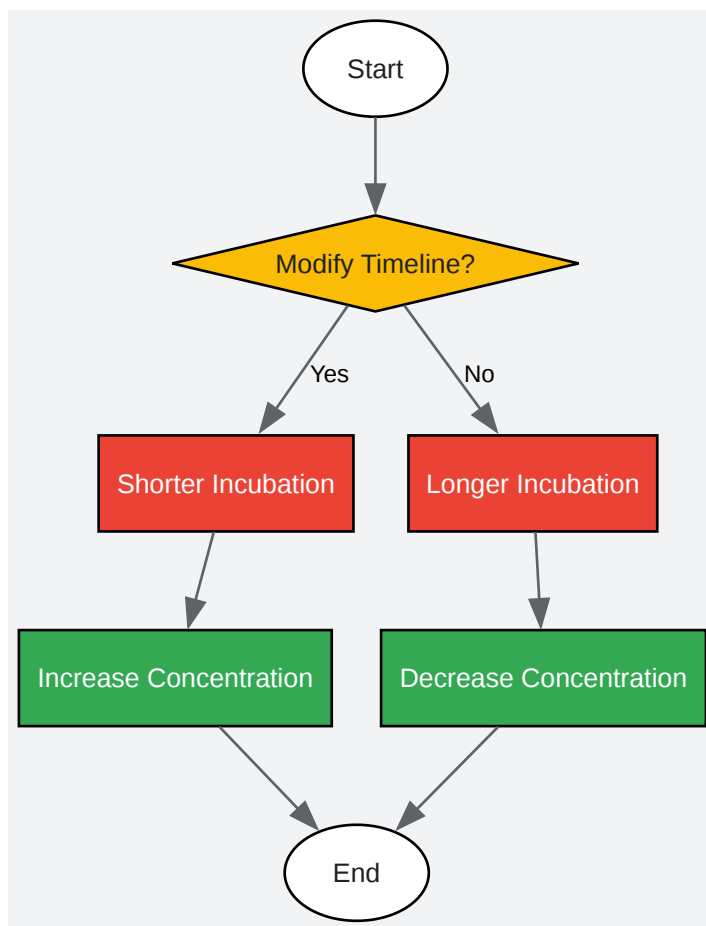 Start
Modify Timeline?
Yes
No
Shorter Incubation
Longer Incubation
Increase Concentration
Decrease Concentration
End